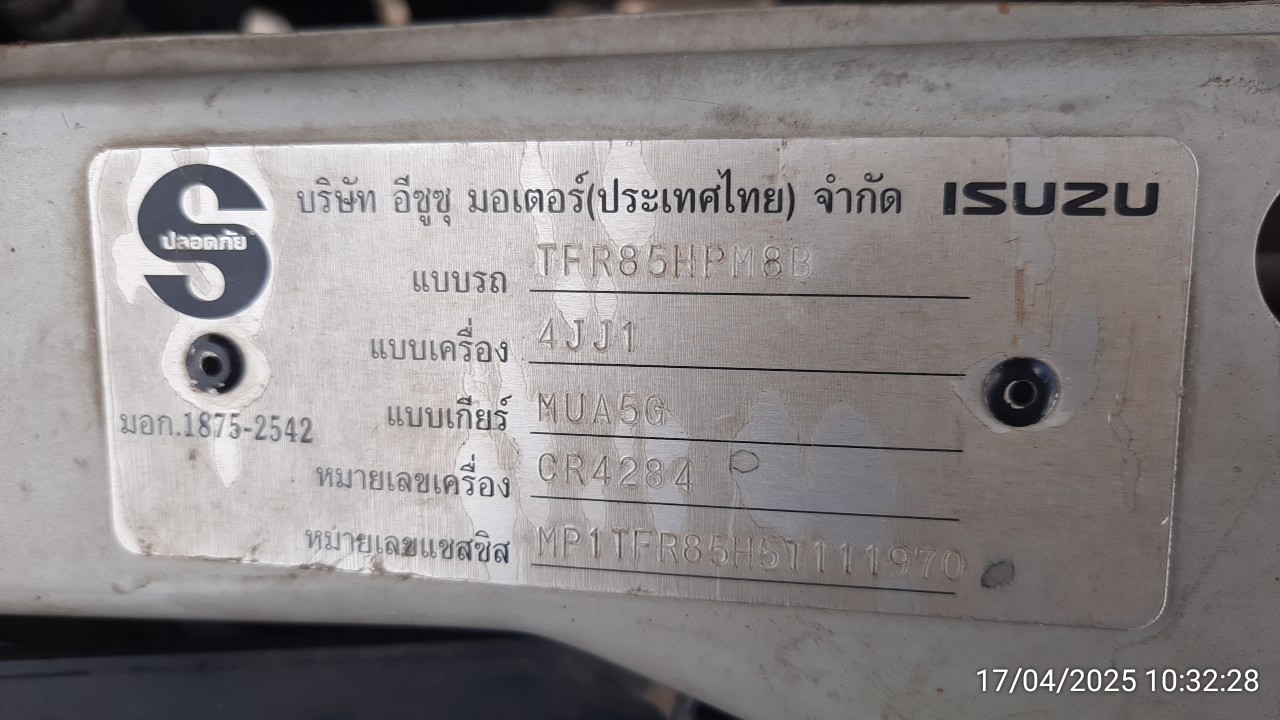 บริษัท อีซูซุ มอเตอร์(ประเทศไทย) จำกัด ISUZU
ปลอดภัย
แบบรถ TFR85HPM8B
แบบเครื่อง 4JJ1
แบบเกียร์ MUA5G
มอก.1875-2542
หมายเลขเครื่อง CR4284
หมายเลขแชสซิส MP1TFR85H5T111970
17/04/2025 10:32:28